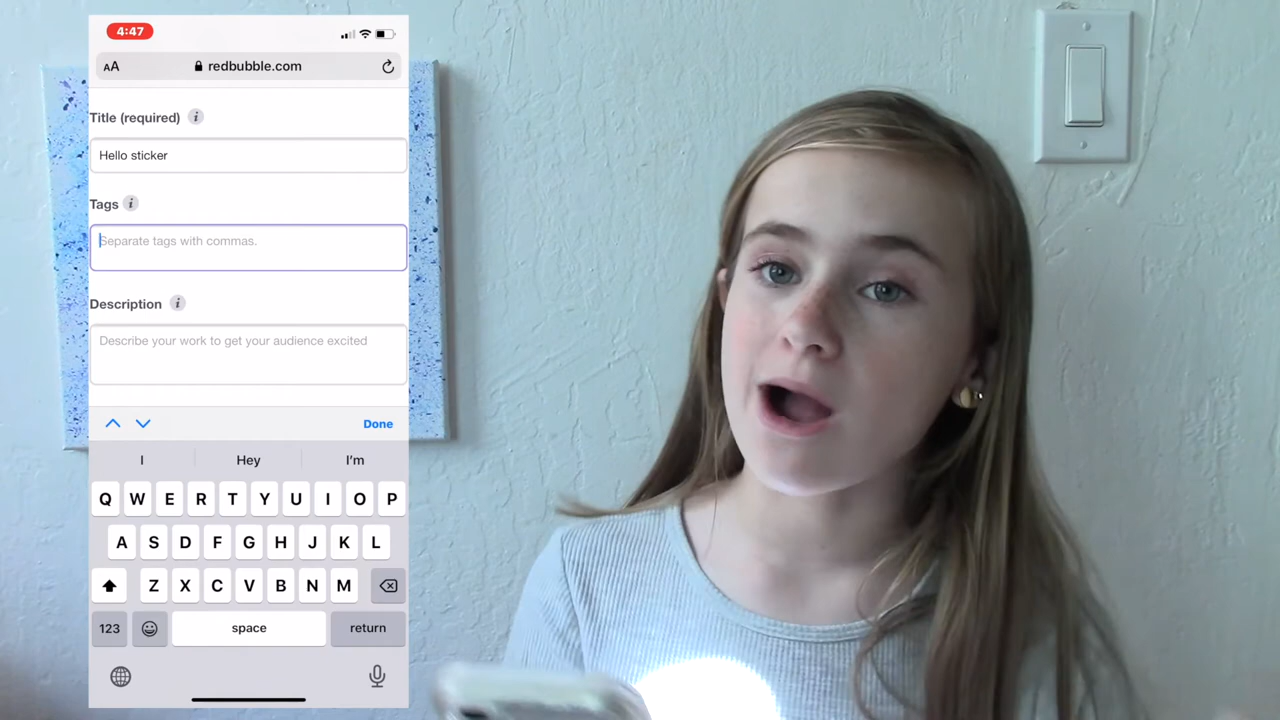 4:47
AA redbubble.com
Title (required) i
Hello sticker
Tags i
Separate tags with commas.
Description i
Describe your work to get your audience excited
Done
I Hey I'm
Q W E R T Y U I O P
A S D F G H J K L
Z X C V B N M
123 space return